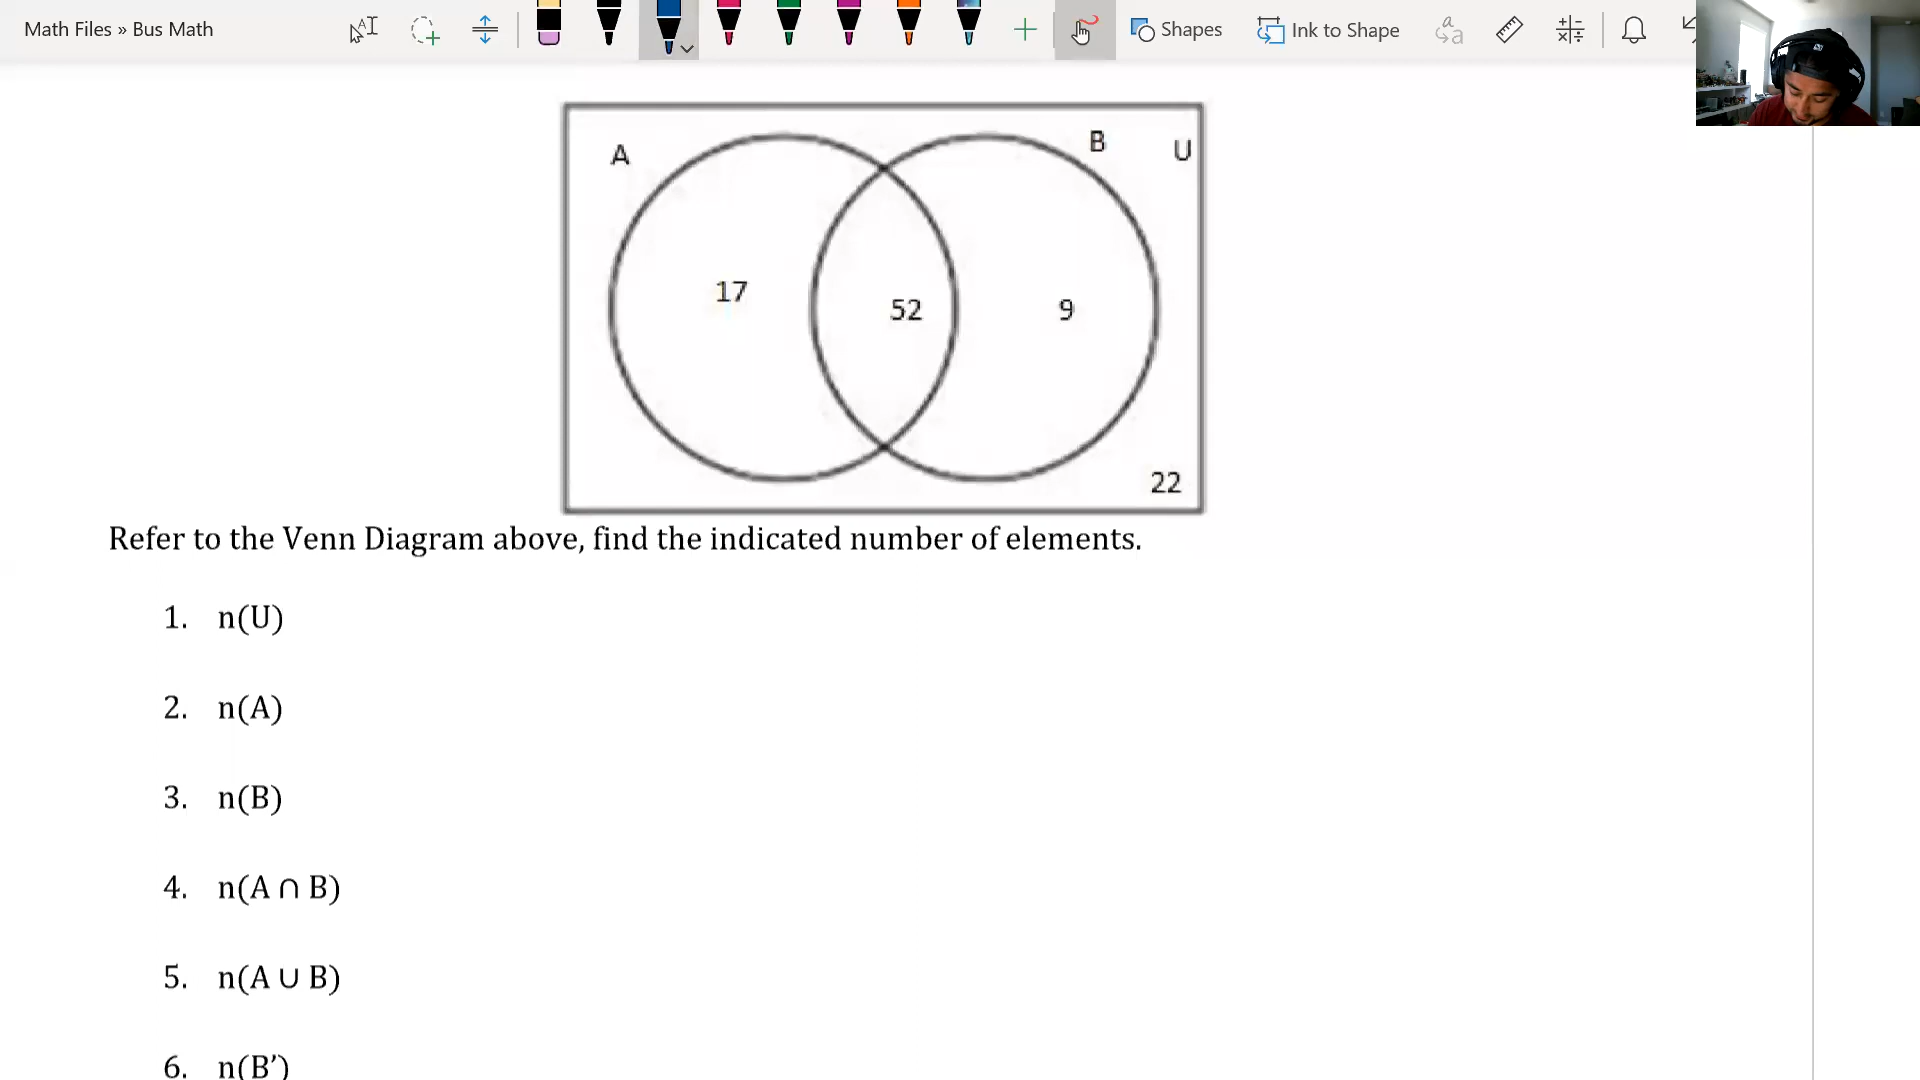 Math Files » Bus Math
Shapes
Ink to Shape
A B U
17 52 9
22
Refer to the Venn Diagram above, find the indicated number of elements.
1. n(U)
2. n(A)
3. n(B)
4. n(A ∩ B)
5. n(A ∪ B)
6. n(B’)